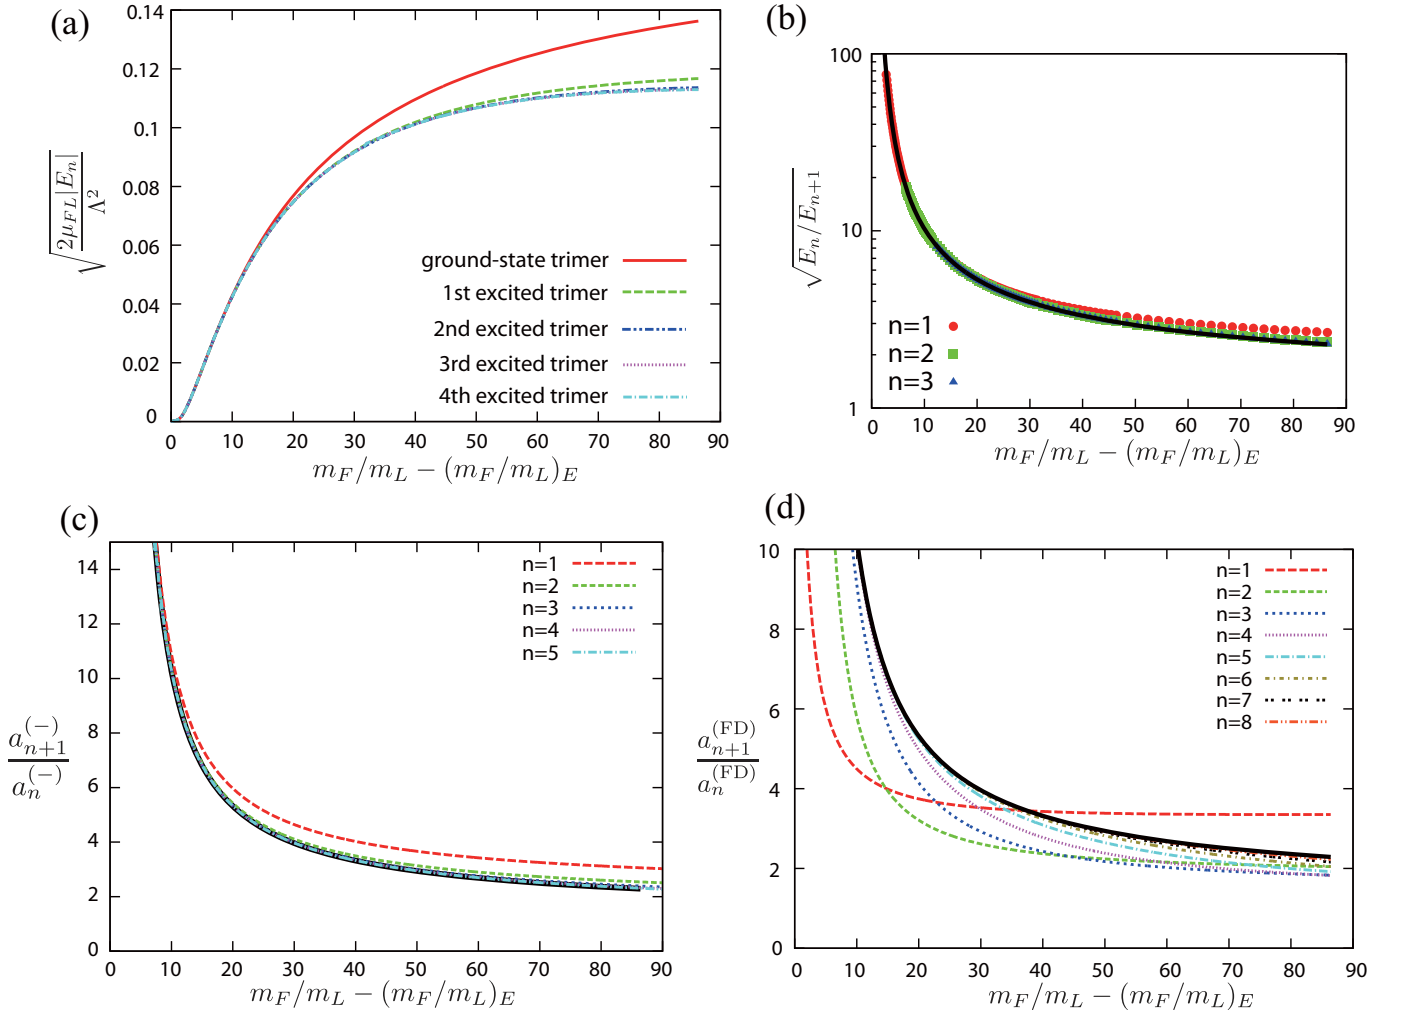 (a)
0.14
0.12
0.1
0.08
0.06
0.04
0.02
0
√(2μ_{FL}|E_n|/Λ²)
ground-state trimer
1st excited trimer
2nd excited trimer
3rd excited trimer
4th excited trimer
0 10 20 30 40 50 60 70 80 90
m_F/m_L − (m_F/m_L)_E
(b)
100
10
1
√(E_n/E_{n+1})
n=1
n=2
n=3
0 10 20 30 40 50 60 70 80 90
m_F/m_L − (m_F/m_L)_E
(c)
14
12
10
8
6
4
2
0
a_{n+1}^{(−)}
a_n^{(−)}
n=1
n=2
n=3
n=4
n=5
0 10 20 30 40 50 60 70 80 90
m_F/m_L − (m_F/m_L)_E
(d)
10
8
6
4
2
0
a_{n+1}^{(FD)}
a_n^{(FD)}
n=1
n=2
n=3
n=4
n=5
n=6
n=7
n=8
0 10 20 30 40 50 60 70 80 90
m_F/m_L − (m_F/m_L)_E